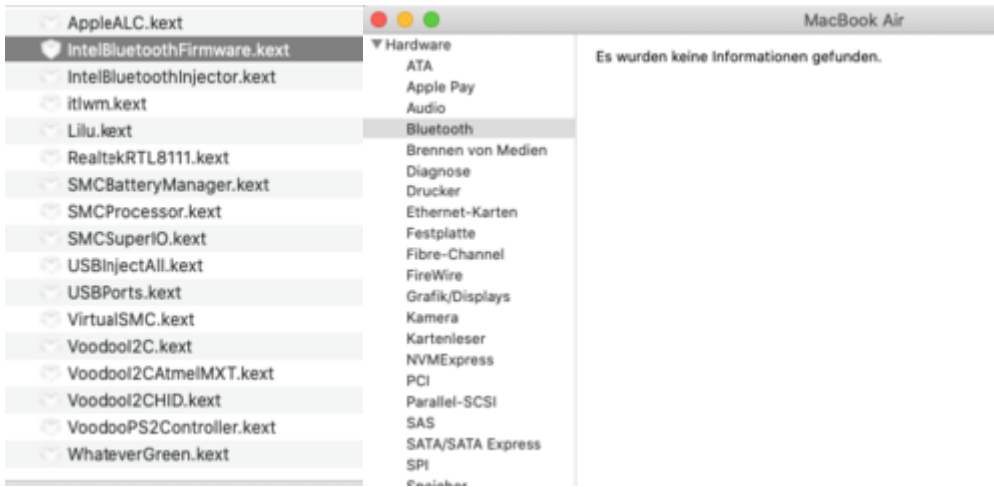 AppleALC.kext
IntelBluetoothFirmware.kext
IntelBluetoothInjector.kext
itlwm.kext
Lilu.kext
RealtekRTL8111.kext
SMCBatteryManager.kext
SMCProcessor.kext
SMCSuperIO.kext
USBInjectAll.kext
USBPorts.kext
VirtualSMC.kext
VoodooI2C.kext
VoodooI2CAtmelMXT.kext
VoodooI2CHID.kext
VoodooPS2Controller.kext
WhateverGreen.kext
MacBook Air
Hardware
ATA
Apple Pay
Audio
Bluetooth
Brennen von Medien
Diagnose
Drucker
Ethernet-Karten
Festplatte
Fibre-Channel
FireWire
Grafik/Displays
Kamera
Kartenleser
NVMExpress
PCI
Parallel-SCSI
SAS
SATA/SATA Express
SPI
Speicher
Es wurden keine Informationen gefunden.